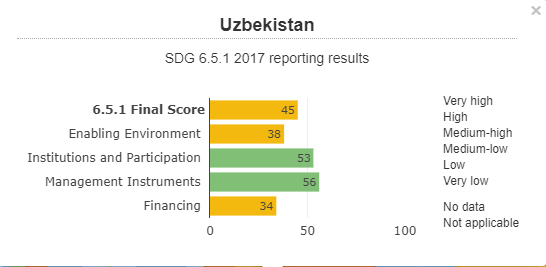 ×
Uzbekistan
SDG 6.5.1 2017 reporting results
6.5.1 Final Score 45
Enabling Environment 38
Institutions and Participation 53
Management Instruments 56
Financing 34
0 50 100
Very high
High
Medium-high
Medium-low
Low
Very low
No data
Not applicable